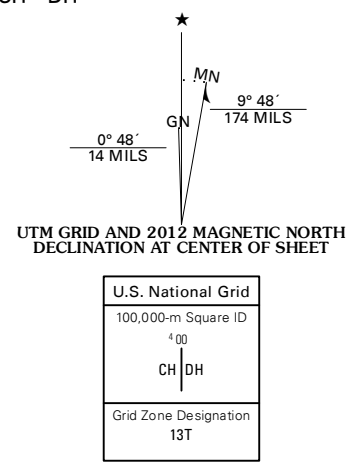 CH DH
★
MN
GN
9° 48´
174 MILS
0° 48´
14 MILS
UTM GRID AND 2012 MAGNETIC NORTH
DECLINATION AT CENTER OF SHEET
U.S. National Grid
100,000-m Square ID
4 00
CH DH
Grid Zone Designation
13T